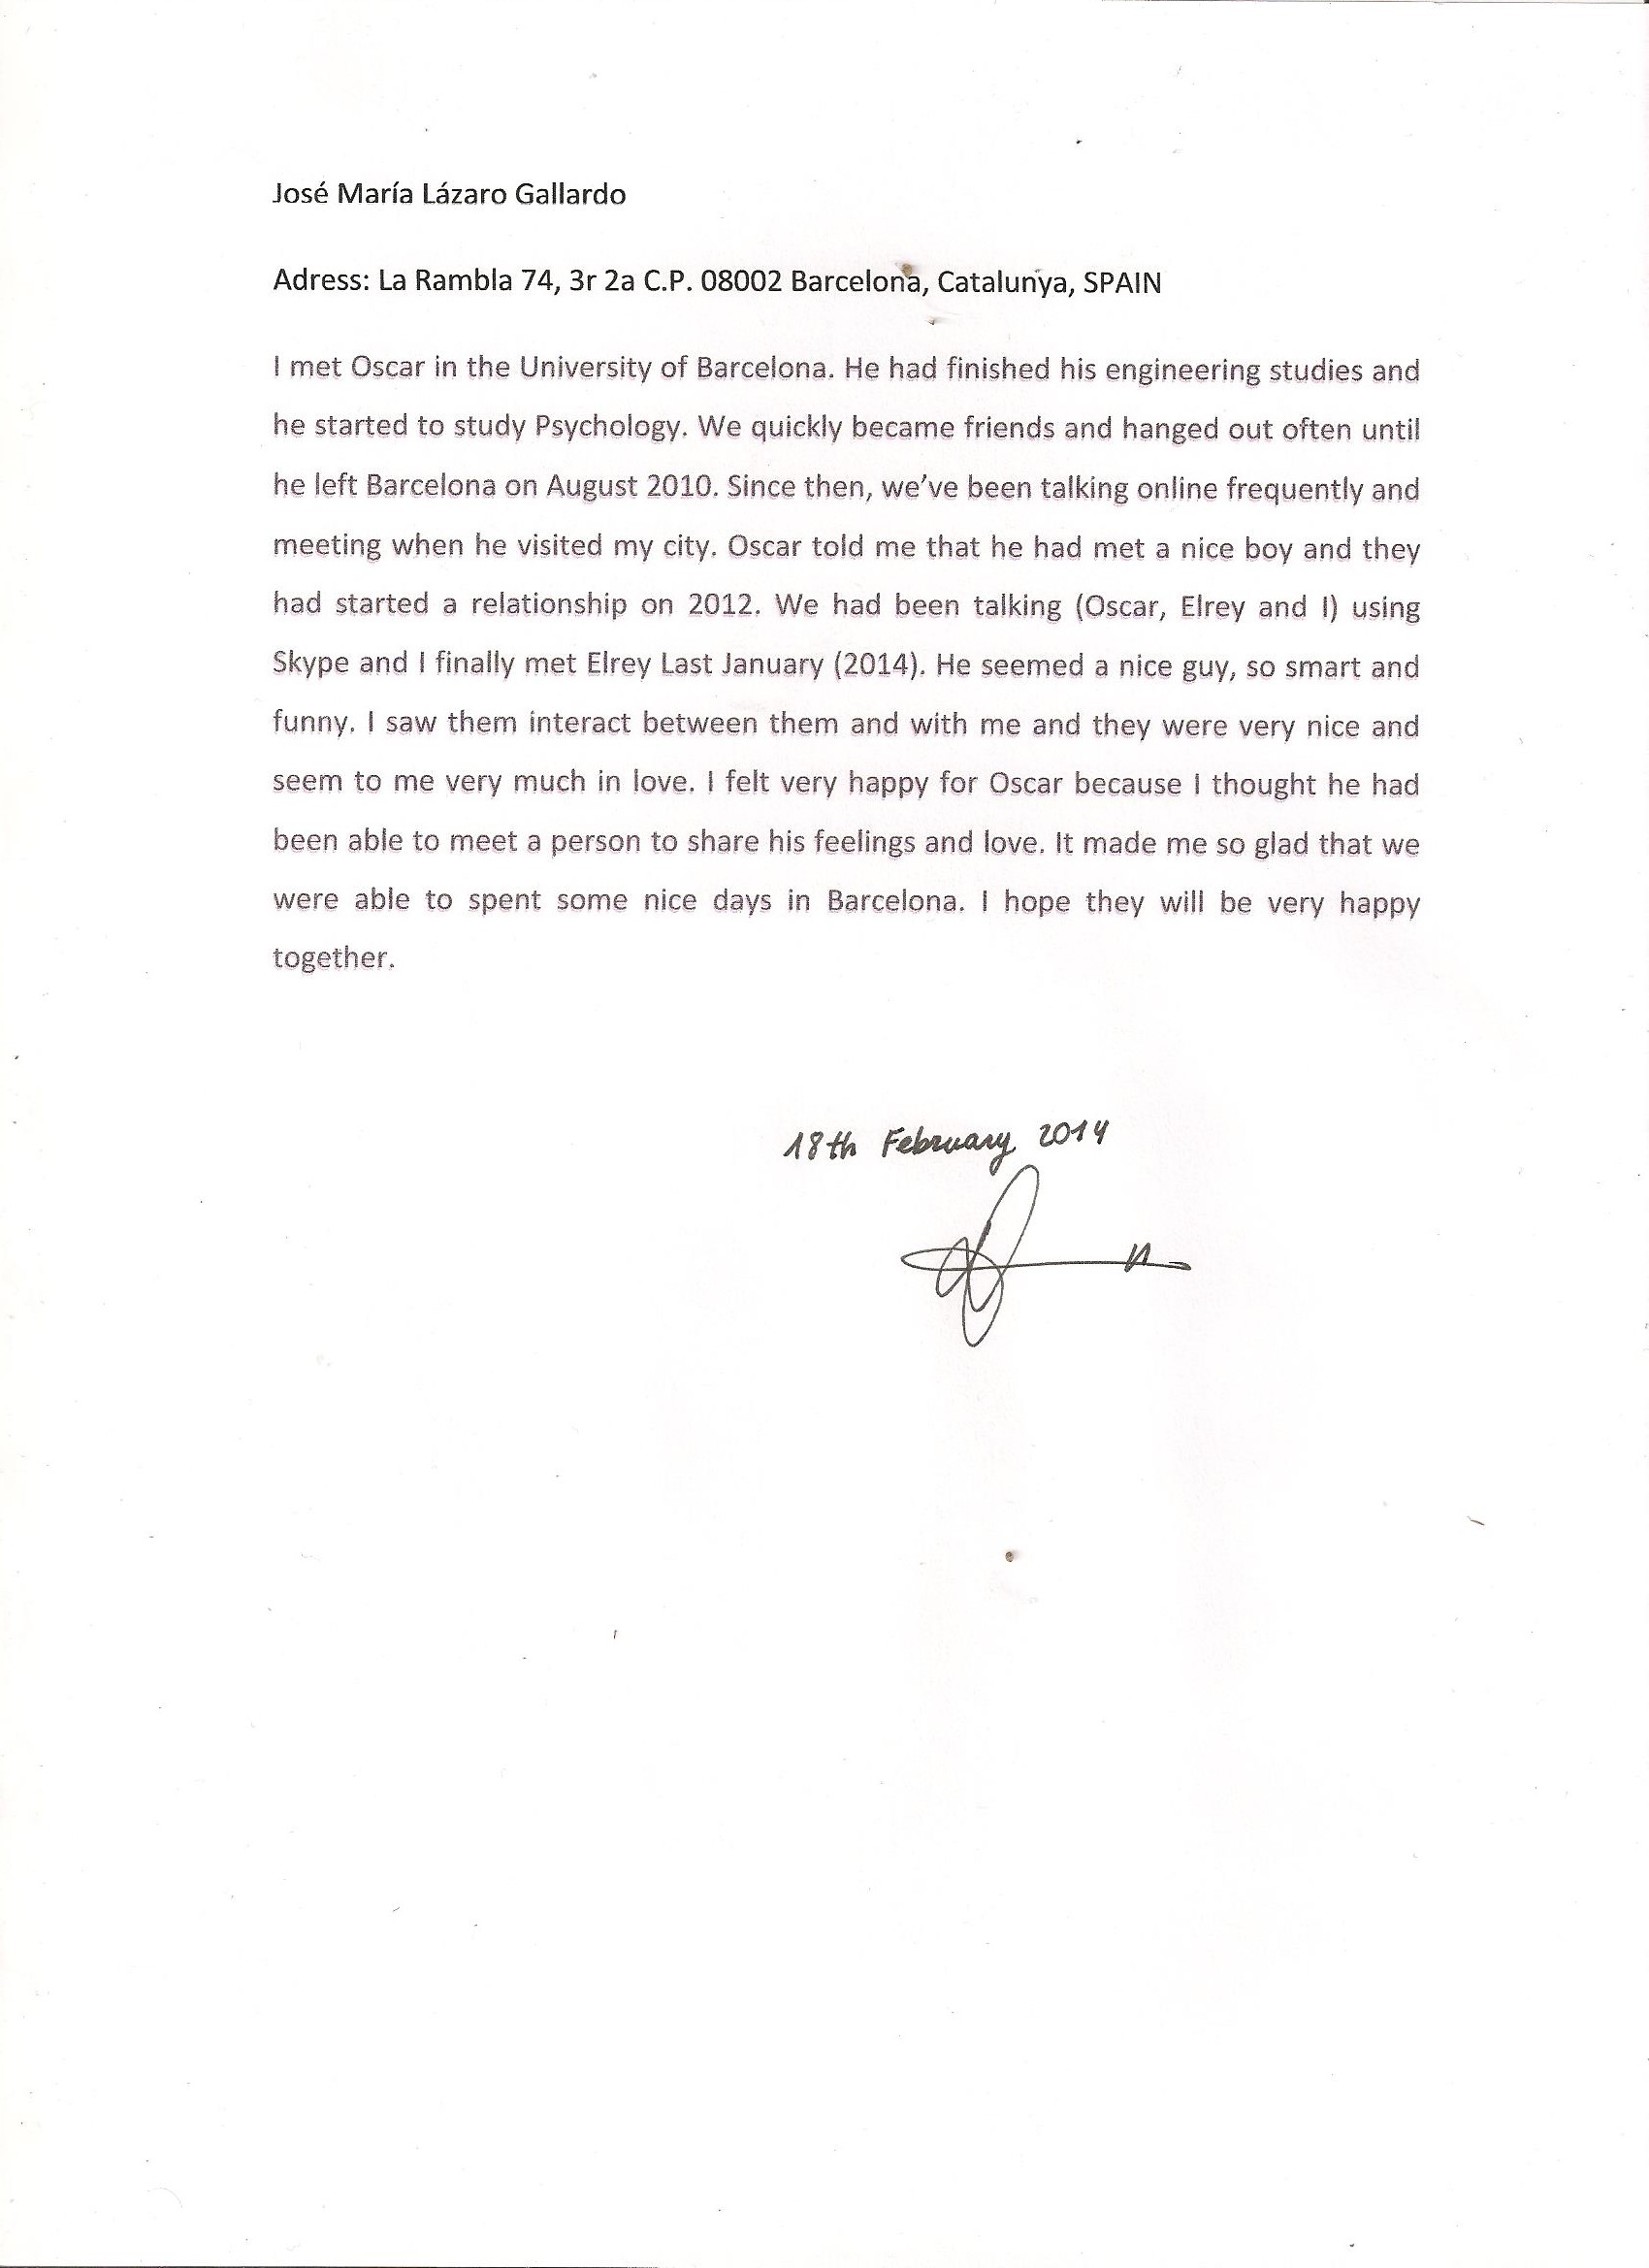 José María Lázaro Gallardo
Adress: La Rambla 74, 3r 2a C.P. 08002 Barcelona, Catalunya, SPAIN
I met Oscar in the University of Barcelona. He had finished his engineering studies and
he started to study Psychology. We quickly became friends and hanged out often until
he left Barcelona on August 2010. Since then, we've been talking online frequently and
meeting when he visited my city. Oscar told me that he had met a nice boy and they
had started a relationship on 2012. We had been talking (Oscar, Elrey and I) using
Skype and I finally met Elrey Last January (2014). He seemed a nice guy, so smart and
funny. I saw them interact between them and with me and they were very nice and
seem to me very much in love. I felt very happy for Oscar because I thought he had
been able to meet a person to share his feelings and love. It made me so glad that we
were able to spent some nice days in Barcelona. I hope they will be very happy
together.
18th February 2014